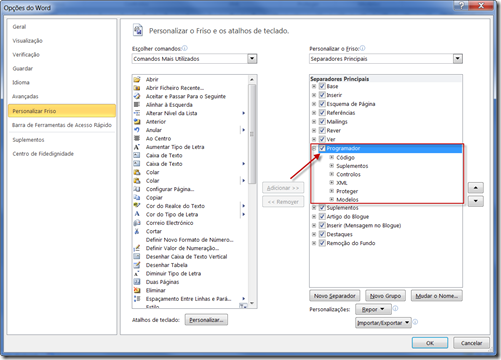 Opções do Word
Geral
Visualização
Verificação
Guardar
Idioma
Avançadas
Personalizar Friso
Barra de Ferramentas de Acesso Rápido
Suplementos
Centro de Fidedignidade
Personalizar o Friso e os atalhos de teclado.
Escolher comandos:
Comandos Mais Utilizados
Abrir
Abrir Ficheiro Recente...
Aceitar e Passar Para o Seguinte
Alinhar à Esquerda
Alterar Nível da Lista
Anterior
Anular
Ao Centro
Aumentar Tipo de Letra
Caixa de Texto
Caixa de Texto
Colar
Colar
Configurar Página...
Copiar
Cor do Realce do Texto
Cor do Tipo de Letra
Correio Electrónico
Cortar
Definir Novo Formato de Número...
Definir Valor de Numeração...
Desenhar Caixa de Texto Vertical
Desenhar Tabela
Diminuir Tipo de Letra
Duas Páginas
Eliminar
Espaçamento Entre Linhas e Pará...
Estilo
Atalhos de teclado:
Personalizar...
Adicionar >>
<< Remover
Personalizar o Friso:
Separadores Principais
Separadores Principais
Base
Inserir
Esquema de Página
Referências
Mailings
Rever
Ver
Programador
Código
Suplementos
Controlos
XML
Proteger
Modelos
Suplementos
Artigo do Blogue
Inserir (Mensagem no Blogue)
Destaques
Remoção do Fundo
Novo Separador
Novo Grupo
Mudar o Nome...
Personalizações:
Repor
Importar/Exportar
OK
Cancelar